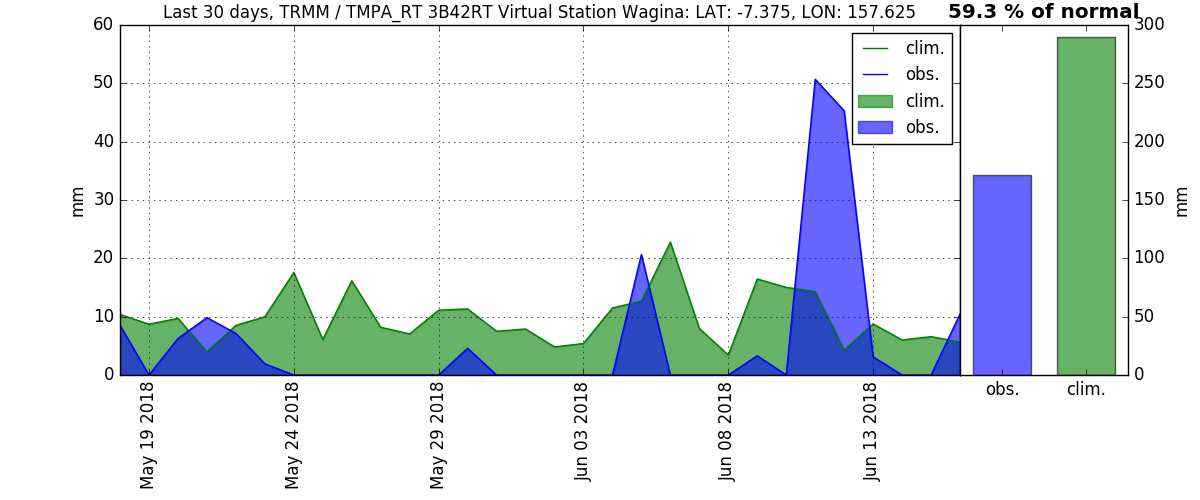 Last 30 days, TRMM / TMPA_RT 3B42RT Virtual Station Wagina: LAT: -7.375, LON: 157.625
59.3 % of normal
60
50
40
30
20
10
0
mm
clim.
obs.
clim.
obs.
May 19 2018
May 24 2018
May 29 2018
Jun 03 2018
Jun 08 2018
Jun 13 2018
300
250
200
150
100
50
0
mm
obs.
clim.